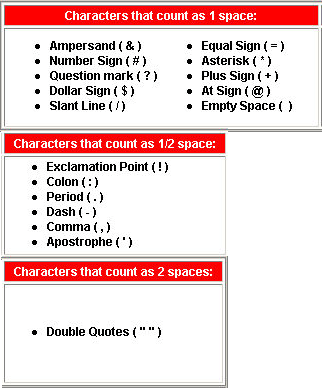 Characters that count as 1 space:
Ampersand ( & )
Number Sign ( # )
Question mark ( ? )
Dollar Sign ( $ )
Slant Line ( / )
Equal Sign ( = )
Asterisk ( * )
Plus Sign ( + )
At Sign ( @ )
Empty Space (  )
Characters that count as 1/2 space:
Exclamation Point ( ! )
Colon ( : )
Period ( . )
Dash ( - )
Comma ( , )
Apostrophe ( ' )
Characters that count as 2 spaces:
Double Quotes ( " " )